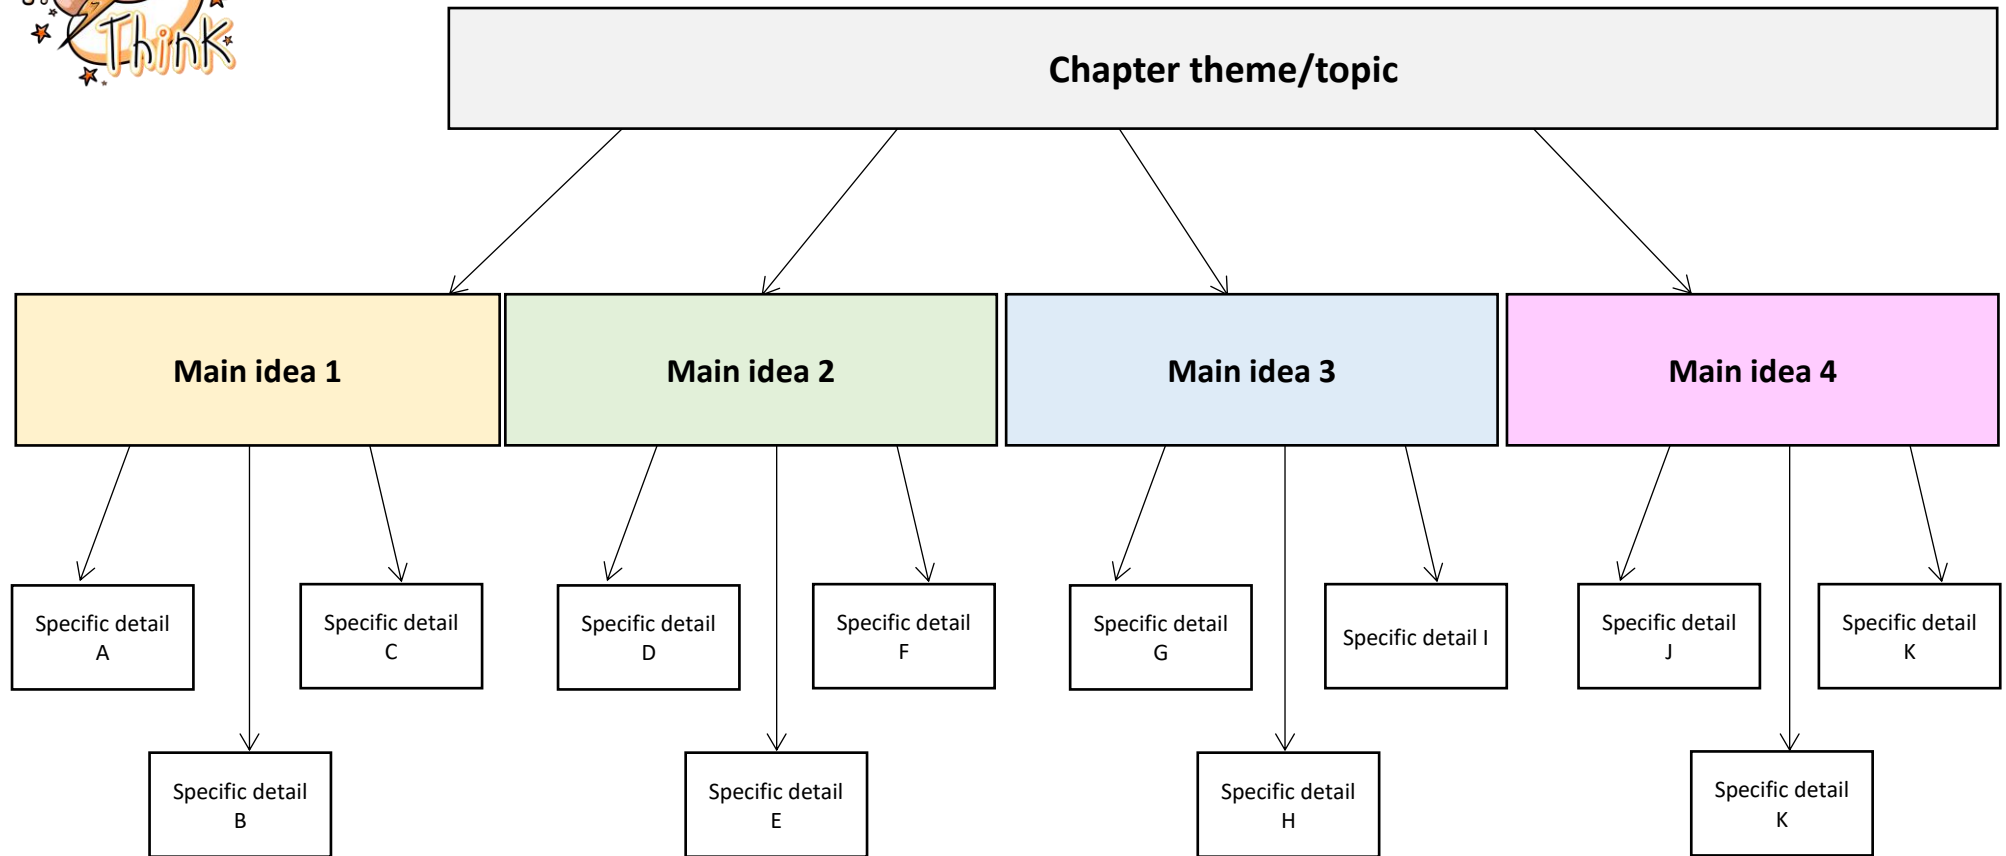 Think
Chapter theme/topic
Main idea 1
Main idea 2
Main idea 3
Main idea 4
Specific detail
A
Specific detail
C
Specific detail
D
Specific detail
F
Specific detail
G
Specific detail I
Specific detail
J
Specific detail
K
Specific detail
B
Specific detail
E
Specific detail
H
Specific detail
K